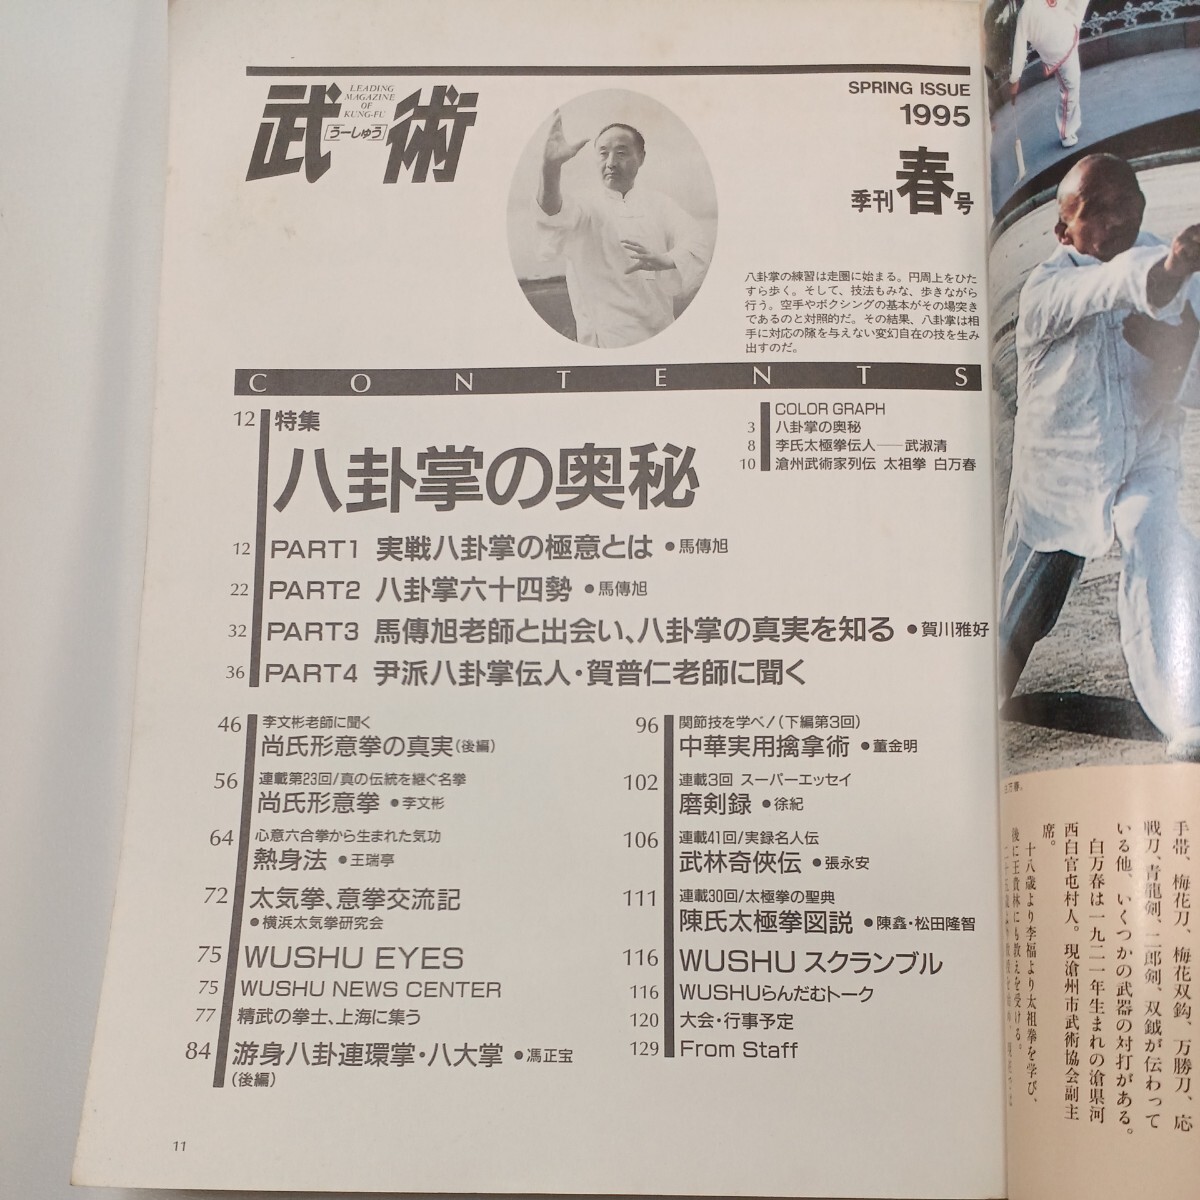 武術
LEADING
MAGAZINE
OF
KUNG-FU
うーしゅう
SPRING ISSUE
1995
季刊 春号
八卦掌の練習は走圏に始まる。円周上をひた
すら歩く。そして、技法もみな、歩きながら
行う。空手やボクシングの基本がその場突き
であるのと対照的だ。その結果、八卦掌は相
手に対応の隙を与えない変幻自在の技を生み
出すのだ。
CONTENTS
12 特集
八卦掌の奥秘
COLOR GRAPH
3 八卦掌の奥秘
8 李氏太極拳伝人——武淑清
10 滄州武術家列伝 太祖拳 白万春
12 PART1 実戦八卦掌の極意とは ●馬傳旭
22 PART2 八卦掌六十四勢 ●馬傳旭
32 PART3 馬傳旭老師と出会い、八卦掌の真実を知る ●賀川雅好
36 PART4 尹派八卦掌伝人・賀普仁老師に聞く
46 李文彬老師に聞く
尚氏形意拳の真実(後編)
56 連載第23回/真の伝統を継ぐ名拳
尚氏形意拳 ●李文彬
64 心意六合拳から生まれた気功
熱身法 ●王瑞亭
72 太気拳、意拳交流記
●横浜太気拳研究会
75 WUSHU EYES
75 WUSHU NEWS CENTER
77 精武の拳士、上海に集う
84 游身八卦連環掌・八大掌 ●馮正宝
(後編)
96 関節技を学べ!(下編第3回)
中華実用擒拿術 ●董金明
102 連載3回 スーパーエッセイ
磨剣録 ●徐紀
106 連載41回/実録名人伝
武林奇俠伝 ●張永安
111 連載30回/太極拳の聖典
陳氏太極拳図説 ●陳鑫・松田隆智
116 WUSHU スクランブル
116 WUSHUらんだむトーク
120 大会・行事予定
129 From Staff
11
白万春。
手帯、梅花刀、梅花双鈎、万勝刀、応
戦刀、青龍剣、二郎剣、双鉞が伝わって
いる他、いくつかの武器の対打がある。
白万春は一九二一年生まれの滄県河
西白官屯村人。現滄州市武術協会副主
席。
十八歳より李福より太祖拳を学び、
後に王貴林にも教えを受ける。